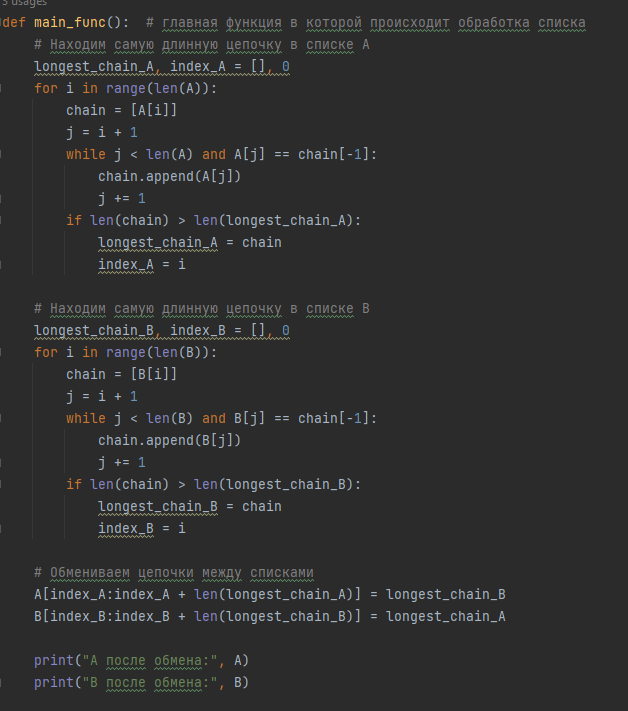 3 usages
def main_func():  # главная функция в которой происходит обработка списка
    # Находим самую длинную цепочку в списке A
    longest_chain_A, index_A = [], 0
    for i in range(len(A)):
        chain = [A[i]]
        j = i + 1
        while j < len(A) and A[j] == chain[-1]:
            chain.append(A[j])
            j += 1
        if len(chain) > len(longest_chain_A):
            longest_chain_A = chain
            index_A = i

    # Находим самую длинную цепочку в списке B
    longest_chain_B, index_B = [], 0
    for i in range(len(B)):
        chain = [B[i]]
        j = i + 1
        while j < len(B) and B[j] == chain[-1]:
            chain.append(B[j])
            j += 1
        if len(chain) > len(longest_chain_B):
            longest_chain_B = chain
            index_B = i

    # Обмениваем цепочки между списками
    A[index_A:index_A + len(longest_chain_A)] = longest_chain_B
    B[index_B:index_B + len(longest_chain_B)] = longest_chain_A

    print("A после обмена:", A)
    print("B после обмена:", B)